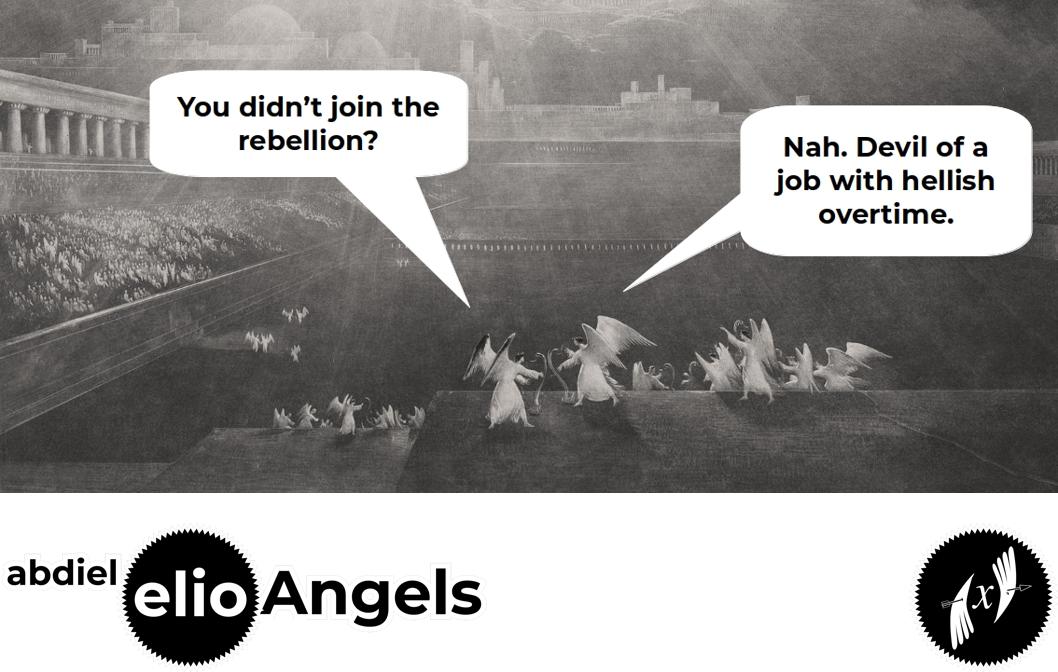 You didn’t join the
rebellion?
Nah. Devil of a
job with hellish
overtime.
abdiel elio Angels
x